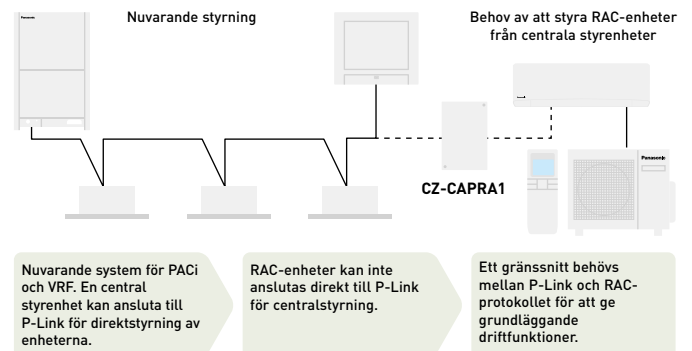 Panasonic
Nuvarande styrning
Behov av att styra RAC-enheter
från centrala styrenheter
Panasonic
CZ-CAPRA1
Nuvarande system för PACi
och VRF. En central
styrenhet kan ansluta till
P-Link för direktstyrning av
enheterna.
RAC-enheter kan inte
anslutas direkt till P-Link
för centralstyrning.
Ett gränssnitt behövs
mellan P-Link och RAC-
protokollet för att ge
grundläggande
driftfunktioner.